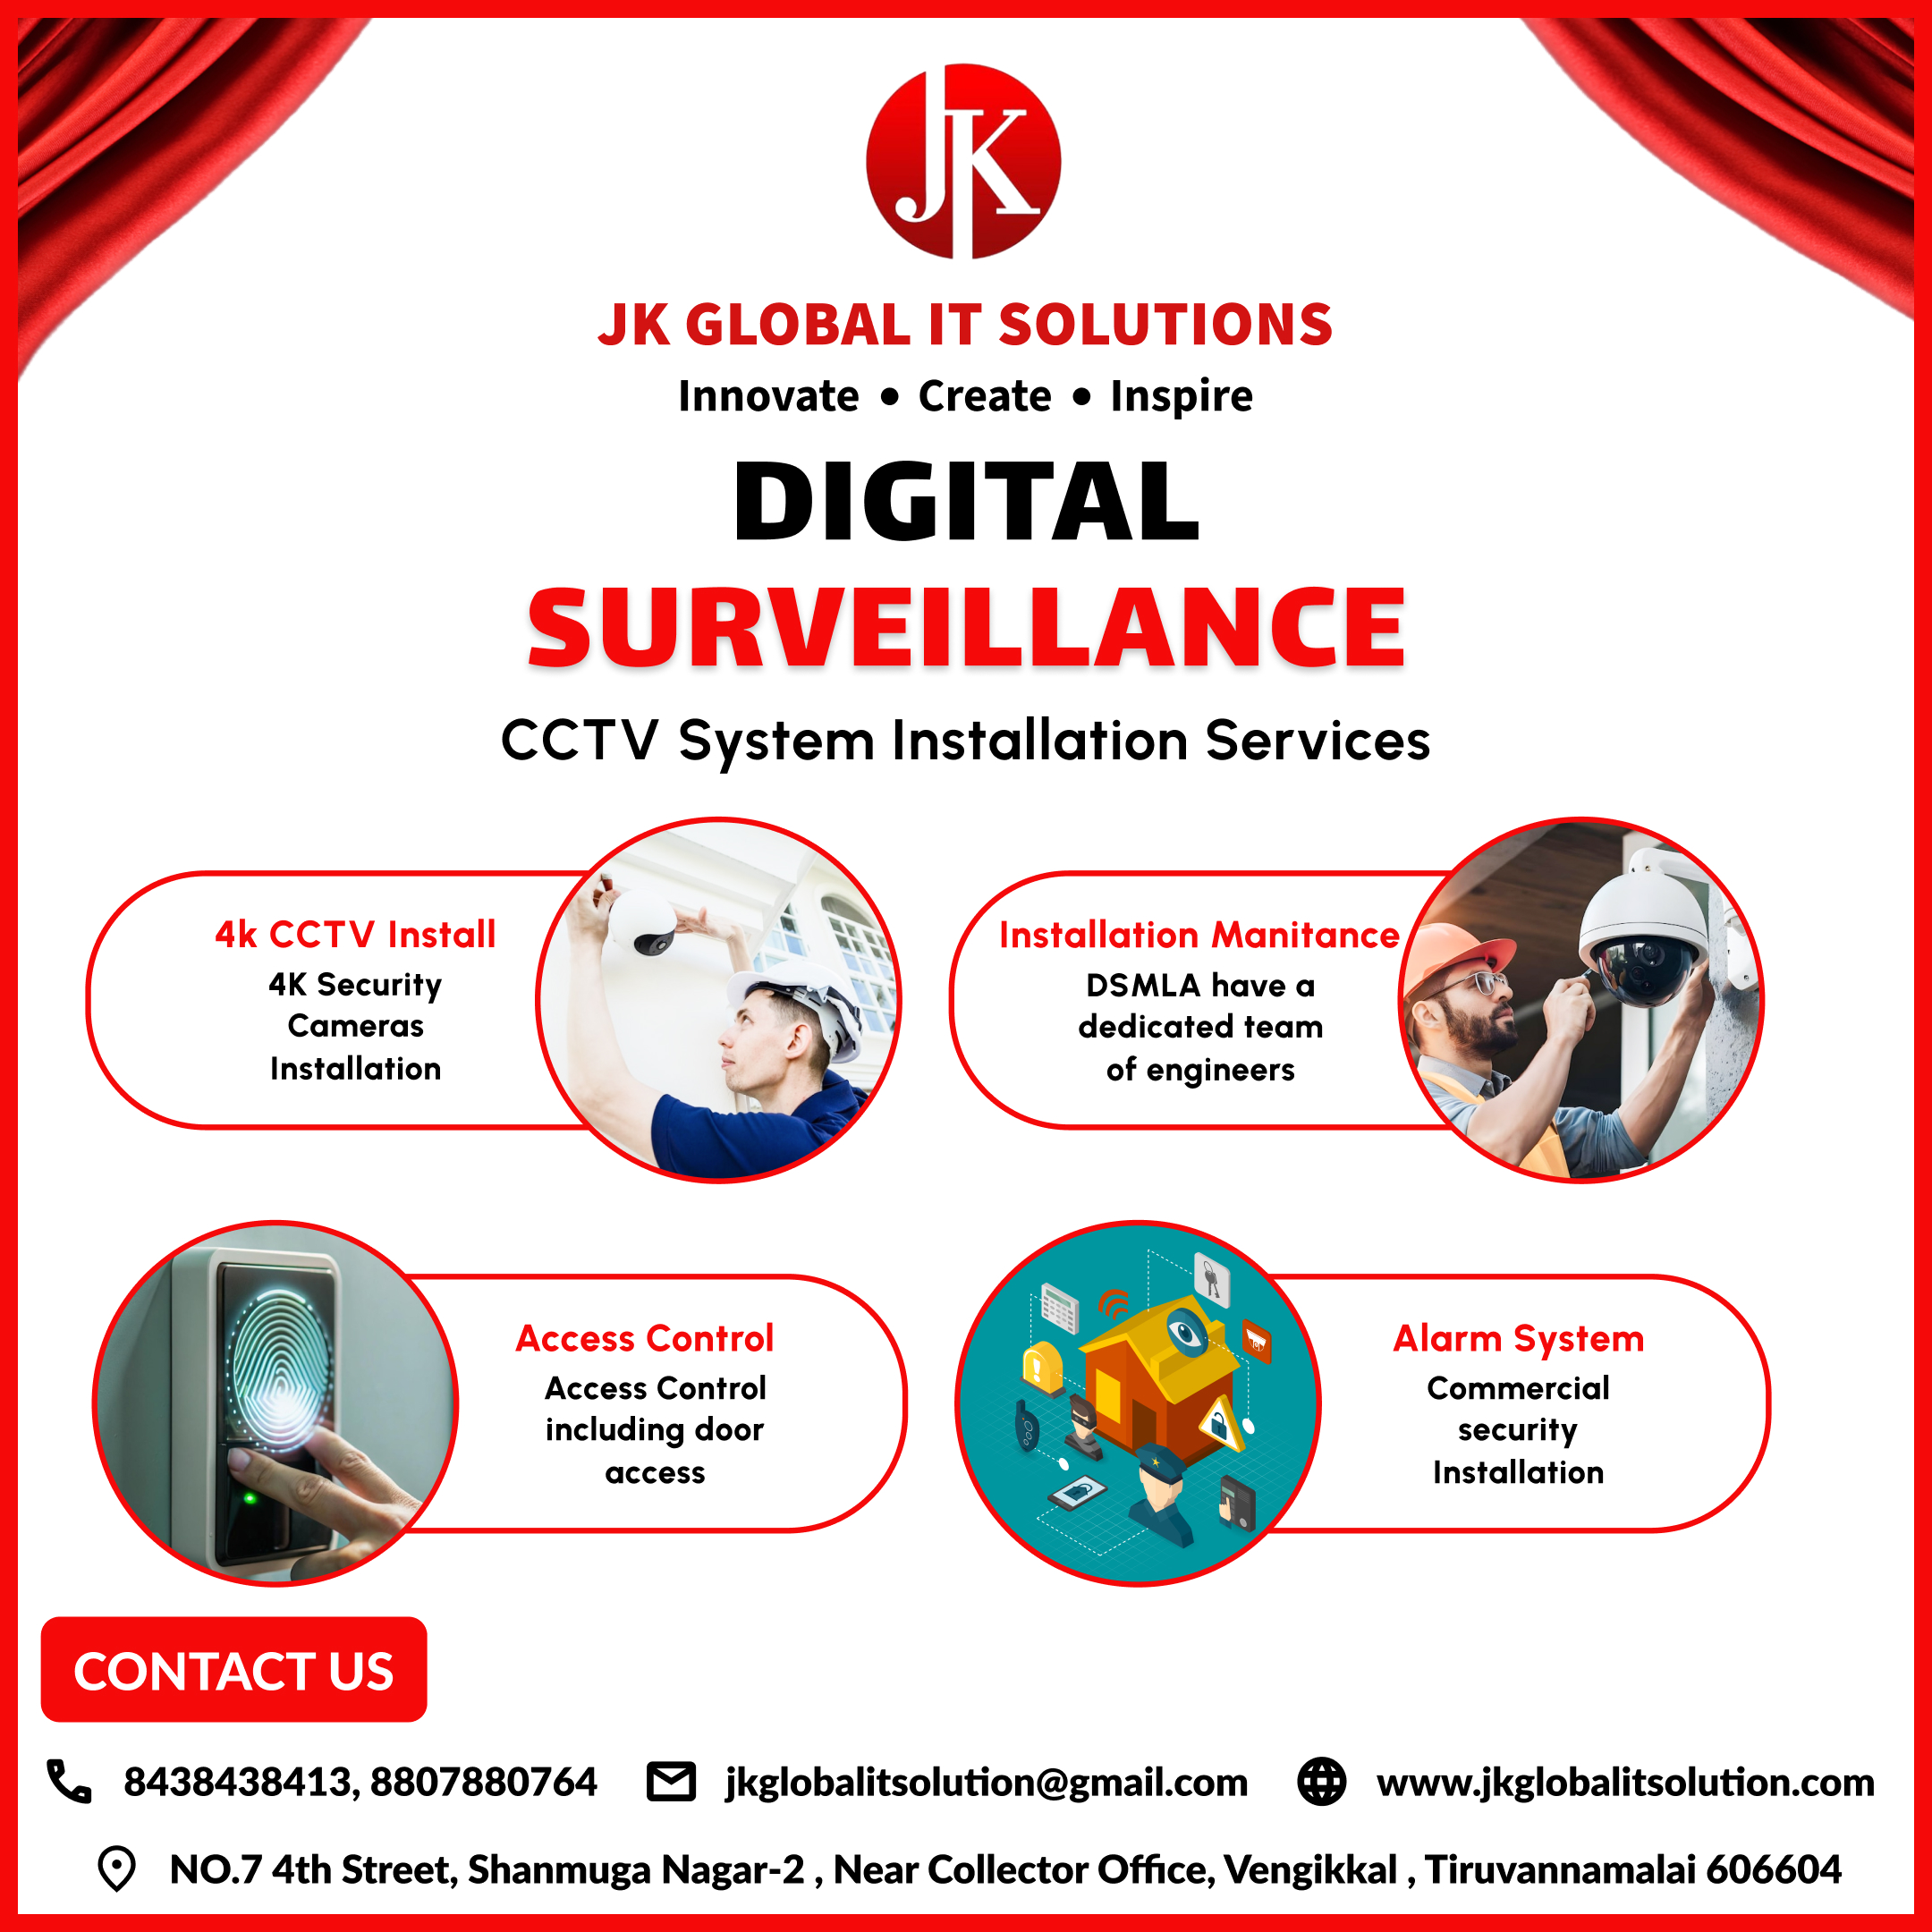 JK
JK GLOBAL IT SOLUTIONS
Innovate • Create • Inspire
DIGITAL
SURVEILLANCE
CCTV System Installation Services
4k CCTV Install
4K Security
Cameras
Installation
Installation Manitance
DSMLA have a
dedicated team
of engineers
Access Control
Access Control
including door
access
Alarm System
Commercial
security
Installation
CONTACT US
8438438413, 8807880764
jkglobalitsolution@gmail.com
www.jkglobalitsolution.com
NO.7 4th Street, Shanmuga Nagar-2 , Near Collector Office, Vengikkal , Tiruvannamalai 606604